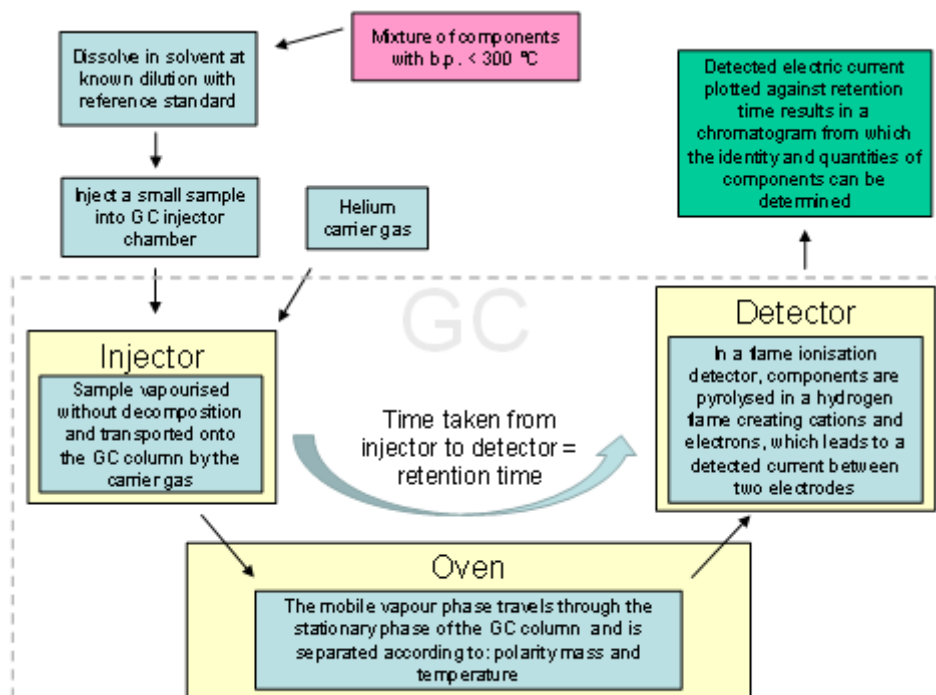 Mixture of components
with b.p. < 300 ºC
Dissolve in solvent at
known dilution with
reference standard
Inject a small sample
into GC injector
chamber
Helium
carrier gas
Detected electric current
plotted against retention
time results in a
chromatogram from which
the identity and quantities of
components can be
determined
GC
Injector
Sample vapourised
without decomposition
and transported onto
the GC column by the
carrier gas
Time taken from
injector to detector =
retention time
Detector
In a flame ionisation
detector, components are
pyrolysed in a hydrogen
flame creating cations and
electrons, which leads to a
detected current between
two electrodes
Oven
The mobile vapour phase travels through the
stationary phase of the GC column and is
separated according to: polarity mass and
temperature